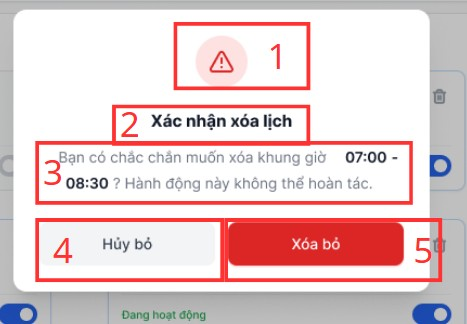 1
2 Xác nhận xóa lịch
3 Bạn có chắc chắn muốn xóa khung giờ 07:00 -
08:30 ? Hành động này không thể hoàn tác.
4 Hủy bỏ Xóa bỏ 5
Đang hoạt động